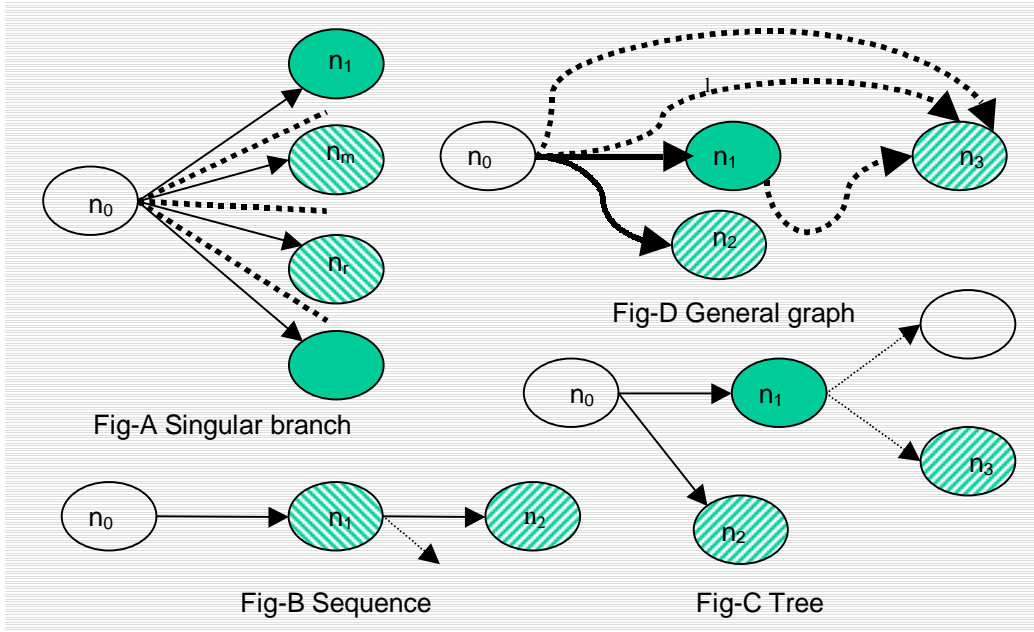 n₁
nₘ
n₀
nᵣ
Fig-A Singular branch
l
n₀
n₁
n₃
n₂
Fig-D General graph
n₀
n₁
n₃
n₂
Fig-C Tree
n₀
n₁
n₂
Fig-B Sequence